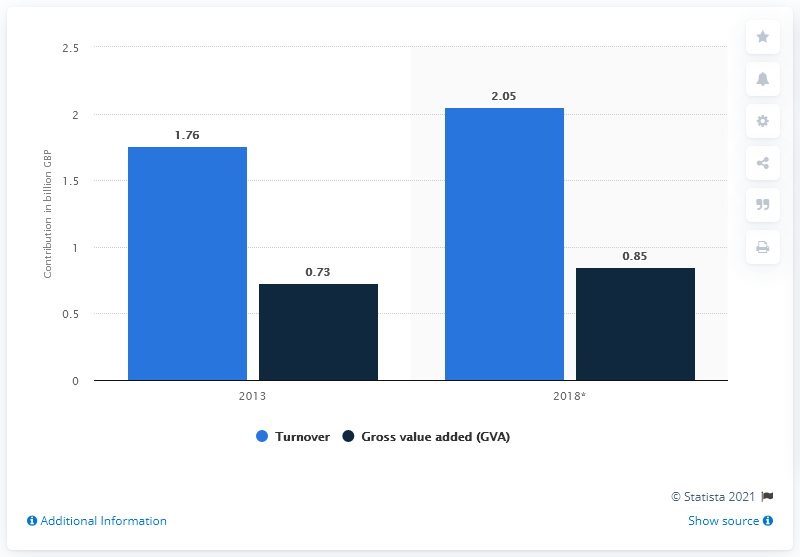 2.5
2
1.5
1
0.5
0
Contribution in billion GBP
1.76
0.73
2.05
0.85
2013
2018*
Turnover
Gross value added (GVA)
© Statista 2021
Additional Information
Show source